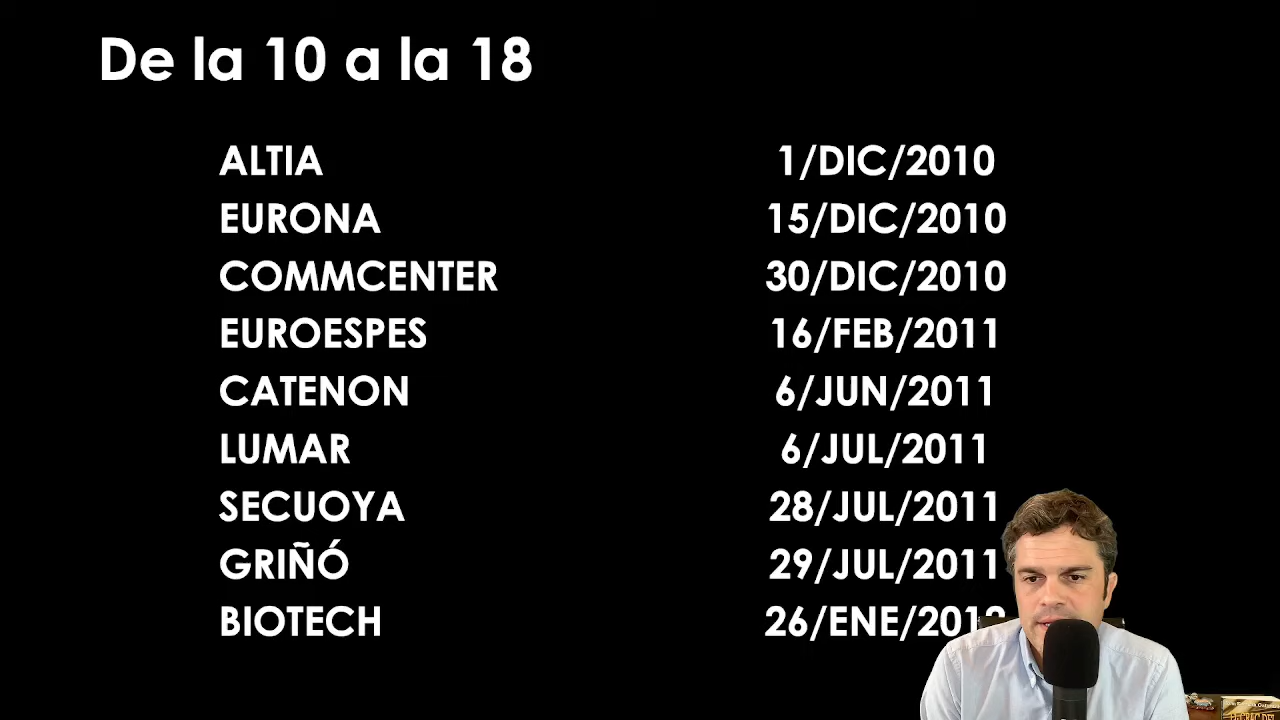 De la 10 a la 18
ALTIA 1/DIC/2010
EURONA 15/DIC/2010
COMMCENTER 30/DIC/2010
EUROESPES 16/FEB/2011
CATENON 6/JUN/2011
LUMAR 6/JUL/2011
SECUOYA 28/JUL/2011
GRIÑÓ 29/JUL/2011
BIOTECH 26/ENE/2012